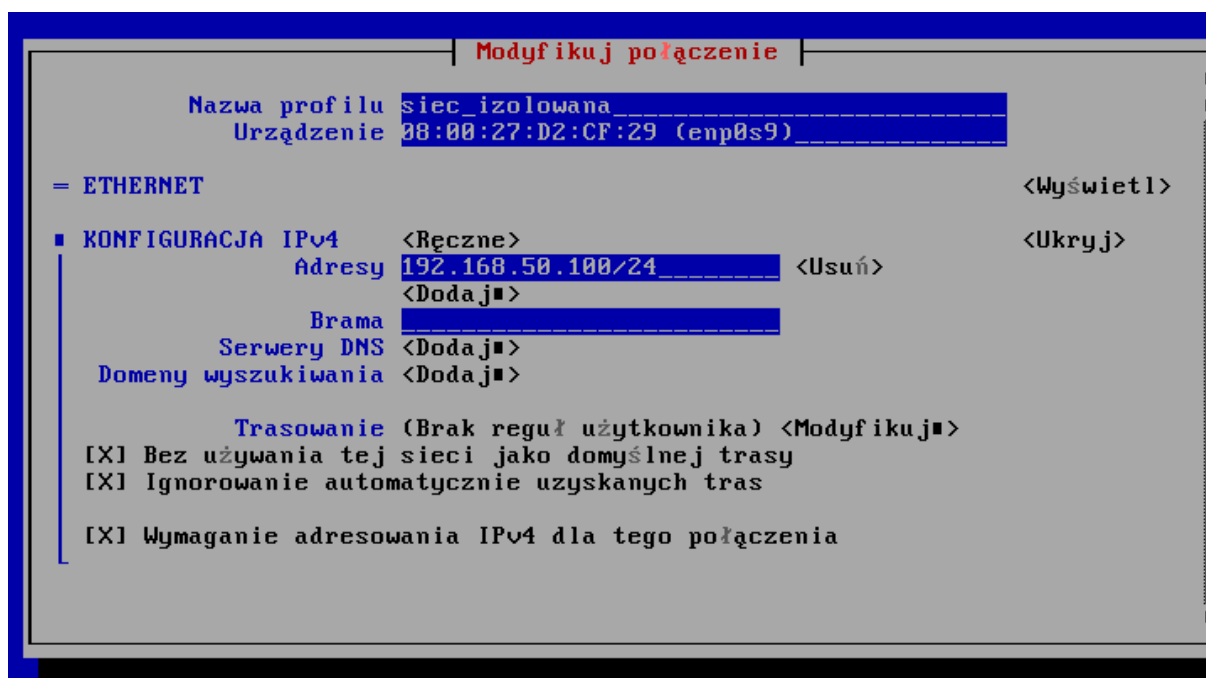 Modyfikuj połączenie
Nazwa profilu siec_izolowana
Urządzenie 08:00:27:D2:CF:29 (enp0s9)
= ETHERNET <Wyświetl>
KONFIGURACJA IPv4 <Ręczne> <Ukryj>
Adresy 192.168.50.100/24 <Usuń>
<Dodaj>
Brama
Serwery DNS <Dodaj>
Domeny wyszukiwania <Dodaj>
Trasowanie (Brak reguł użytkownika) <Modyfikuj>
[X] Bez używania tej sieci jako domyślnej trasy
[X] Ignorowanie automatycznie uzyskanych tras
[X] Wymaganie adresowania IPv4 dla tego połączenia